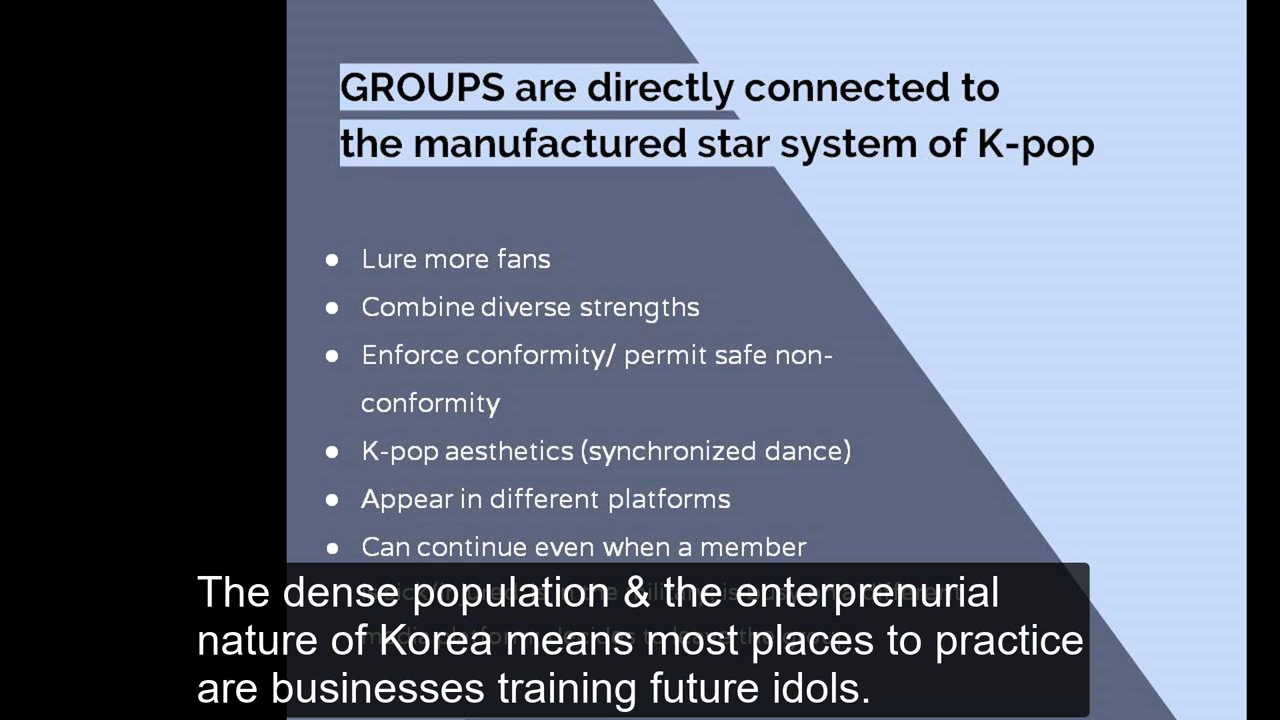 GROUPS are directly connected to
the manufactured star system of K-pop
● Lure more fans
● Combine diverse strengths
● Enforce conformity/ permit safe non-
conformity
● K-pop aesthetics (synchronized dance)
● Appear in different platforms
● Can continue even when a member
The dense population & the enterprenurial
nature of Korea means most places to practice
are businesses training future idols.